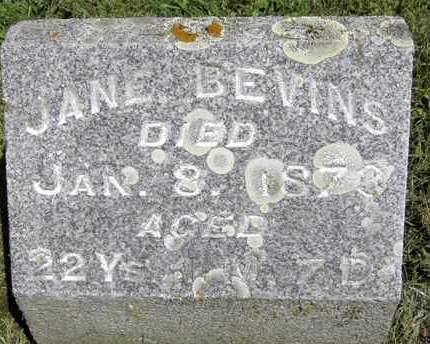 JANE BEVINS
DIED
JAN. 8.
AGED
22 Ys M. 7 D.